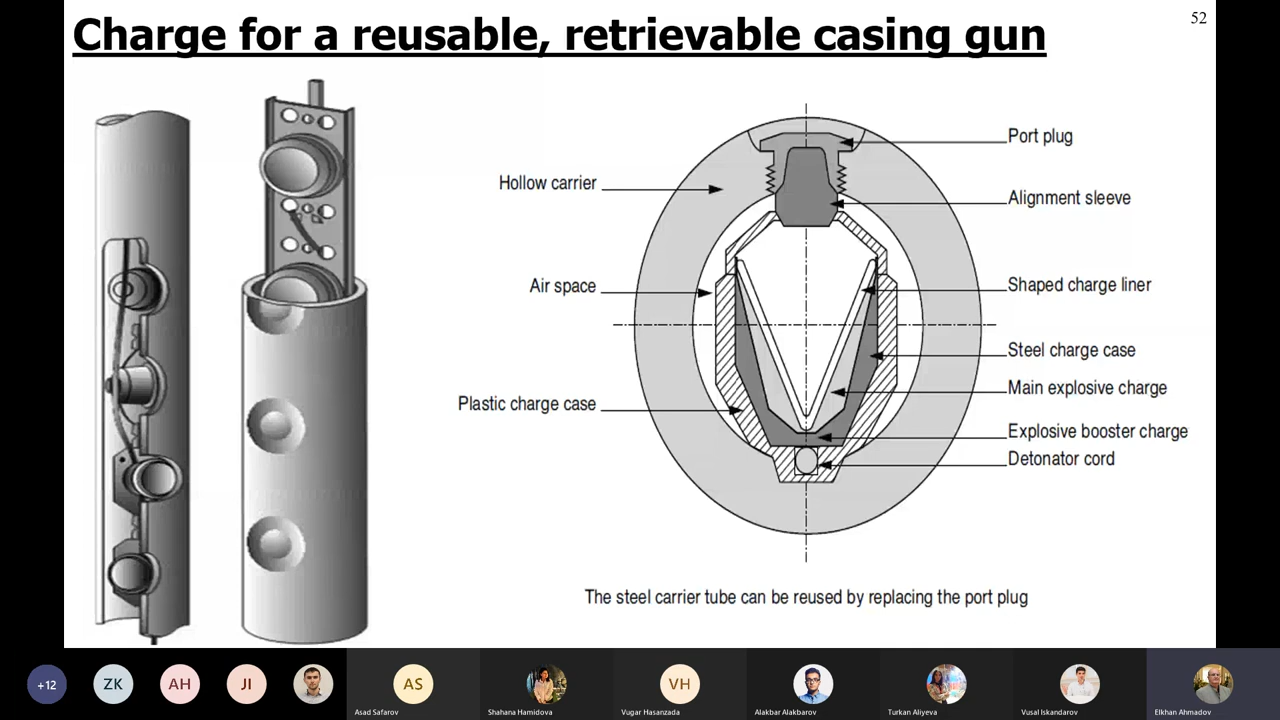 52
Charge for a reusable, retrievable casing gun
Port plug
Hollow carrier
Alignment sleeve
Air space
Shaped charge liner
Steel charge case
Main explosive charge
Plastic charge case
Explosive booster charge
Detonator cord
The steel carrier tube can be reused by replacing the port plug
+12
ZK
AH
JI
AS
VH
Asad Safarov
Shahana Hamidova
Vugar Hasanzada
Alakbar Alakbarov
Turkan Aliyeva
Vusal Iskandarov
Elkhan Ahmadov